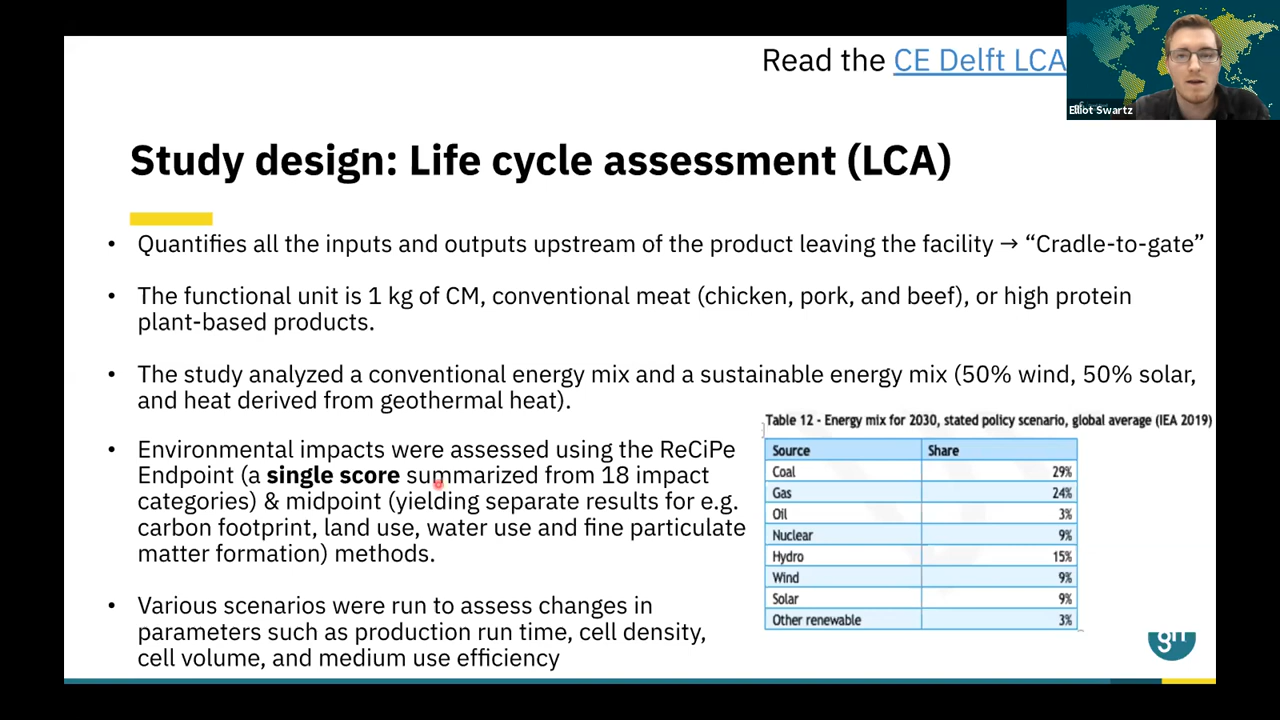 Read the CE Delft LCA
Elliot Swartz
Study design: Life cycle assessment (LCA)
• Quantifies all the inputs and outputs upstream of the product leaving the facility → “Cradle-to-gate”
• The functional unit is 1 kg of CM, conventional meat (chicken, pork, and beef), or high protein
plant-based products.
• The study analyzed a conventional energy mix and a sustainable energy mix (50% wind, 50% solar,
and heat derived from geothermal heat).
• Environmental impacts were assessed using the ReCiPe
Endpoint (a single score summarized from 18 impact
categories) & midpoint (yielding separate results for e.g.
carbon footprint, land use, water use and fine particulate
matter formation) methods.
• Various scenarios were run to assess changes in
parameters such as production run time, cell density,
cell volume, and medium use efficiency
Table 12 - Energy mix for 2030, stated policy scenario, global average (IEA 2019)
Source Share
Coal 29%
Gas 24%
Oil 3%
Nuclear 9%
Hydro 15%
Wind 9%
Solar 9%
Other renewable 3%